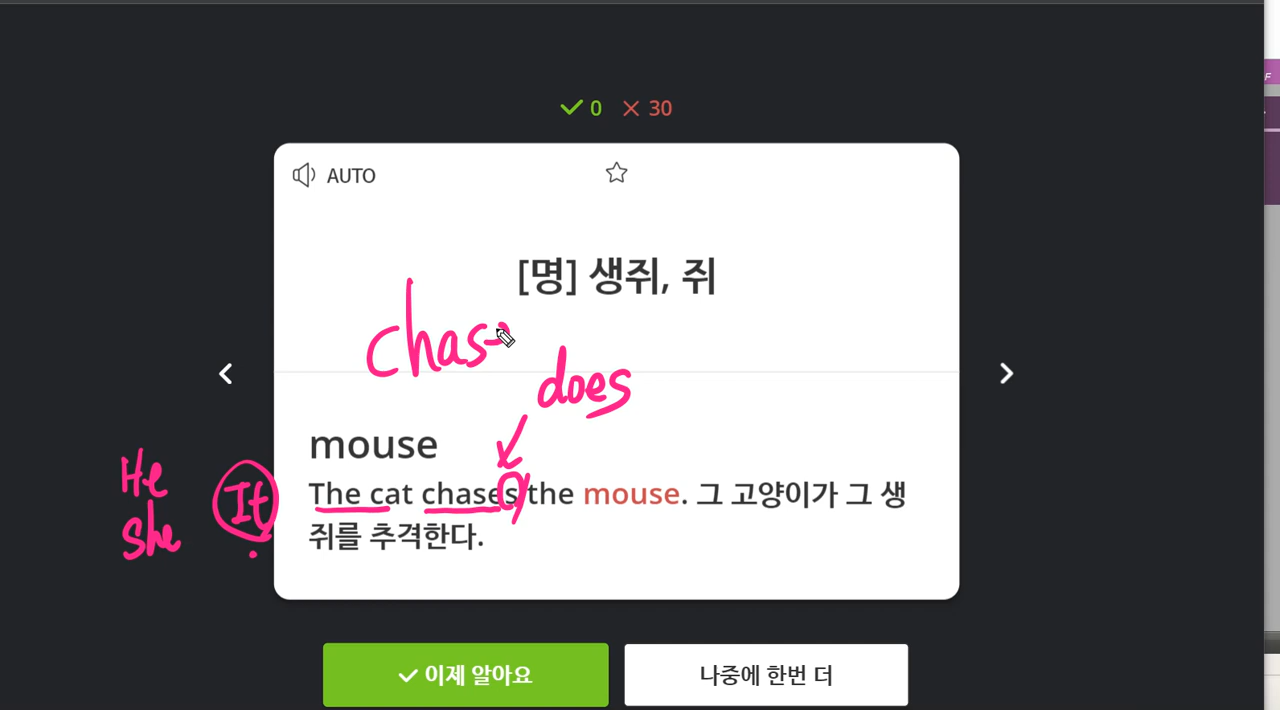 0 30
AUTO
[명] 생쥐, 쥐
chas
does
mouse
The cat chases the mouse. 그 고양이가 그 생
쥐를 추격한다.
He
She
It
이제 알아요
나중에 한번 더
F